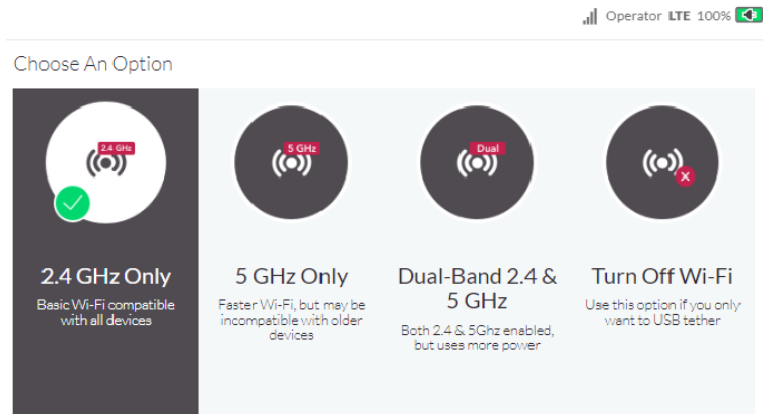 Operator LTE 100%
Choose An Option
2.4 GHz
5 GHz
Dual
X
2.4 GHz Only
Basic Wi-Fi compatible
with all devices
5 GHz Only
Faster Wi-Fi, but may be
incompatible with older
devices
Dual-Band 2.4 &
5 GHz
Both 2.4 & 5Ghz enabled,
but uses more power
Turn Off Wi-Fi
Use this option if you only
want to USB tether